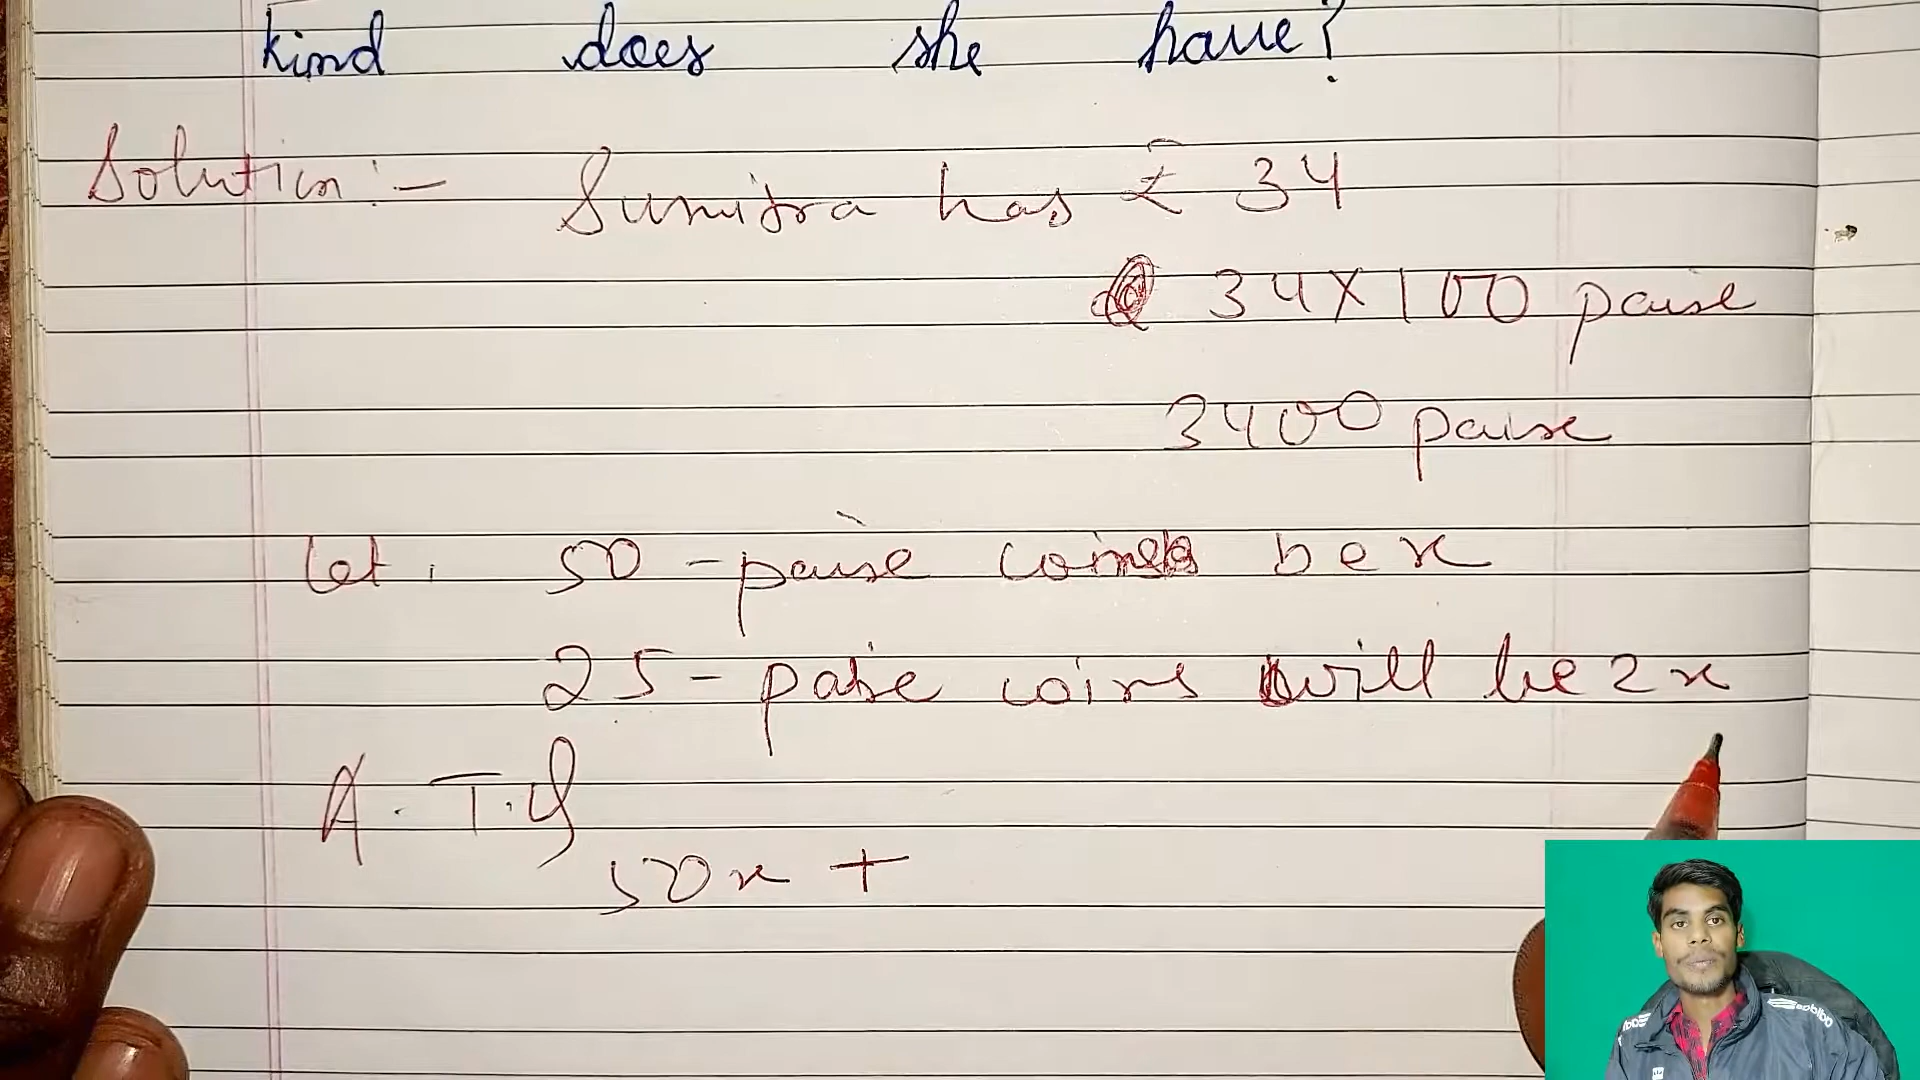 kind does she have?
Solution :- Sumitra has ₹ 34
34 X 100 paise
3400 paise
Let, 50 - paise coins be x
25 - paise coins will be 2x
A. T. Q
50x +